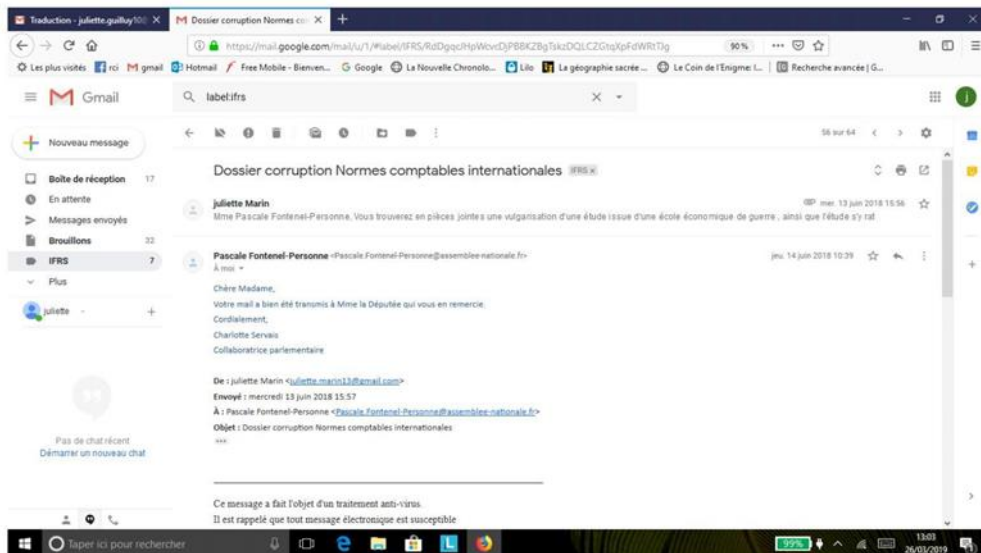 Traduction - juliette.guilluy10
Dossier corruption Normes co
https://mail.google.com/mail/u/1/#label/IFRS/
90%
Les plus visités rci M gmail Hotmail Free Mobile - Bienven... Google La Nouvelle Chronolo... Lilo La géographie sacrée ... Le Coin de l'Enigme: l... Recherche avancée | G...
Gmail
label:ifrs
j
Nouveau message
56 sur 64
Boîte de réception 17
En attente
Messages envoyés
Brouillons 32
IFRS 7
Plus
juliette
Pas de chat récent
Démarrer un nouveau chat
Dossier corruption Normes comptables internationales IFRS x
juliette Marin
mer. 13 juin 2018 15:56
Mme Pascale Fontenel-Personne, Vous trouverez en pièces jointes une vulgarisation d'une étude issue d'une école économique de guerre , ainsi que l'étude s'y rat
Pascale Fontenel-Personne <Pascale.Fontenel-Personne@assemblee-nationale.fr>
jeu. 14 juin 2018 10:39
À moi
Chère Madame,
Votre mail a bien été transmis à Mme la Députée qui vous en remercie.
Cordialement,
Charlotte Servais
Collaboratrice parlementaire
De : juliette Marin <juliette.marin13@gmail.com>
Envoyé : mercredi 13 juin 2018 15:57
À : Pascale Fontenel-Personne <Pascale.Fontenel-Personne@assemblee-nationale.fr>
Objet : Dossier corruption Normes comptables internationales
Ce message a fait l'objet d'un traitement anti-virus.
Il est rappelé que tout message électronique est susceptible
Taper ici pour rechercher
99%
13:03
26/03/2019